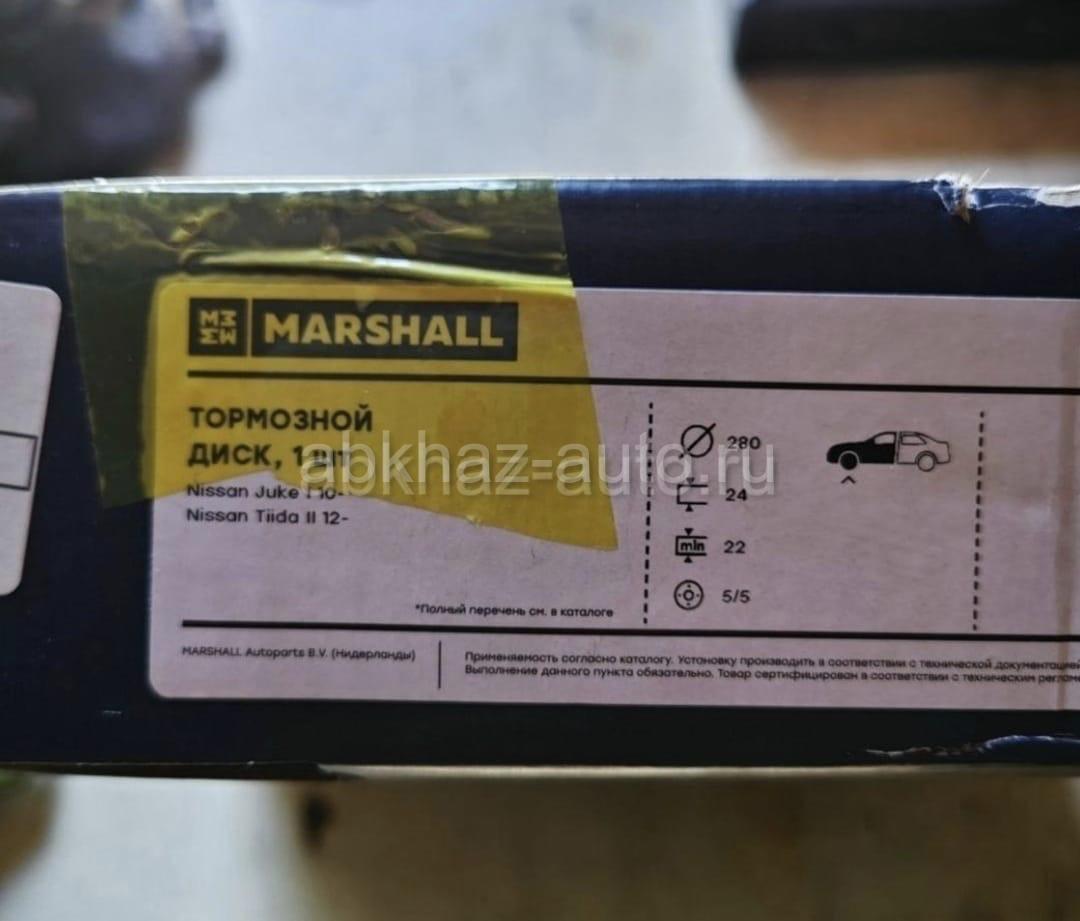 MARSHALL
ТОРМОЗНОЙ
ДИСК, 1 шт
abkhaz-auto.ru
Nissan Juke I 10-
Nissan Tiida II 12-
280
24
min 22
5/5
*Полный перечень см. в каталоге
MARSHALL Autoparts B.V. (Нидерланды)
Применяемость согласно каталогу. Установку производить в соответствии с технической документацией
Выполнение данного пункта обязательно. Товар сертифицирован в соответствии с техническим